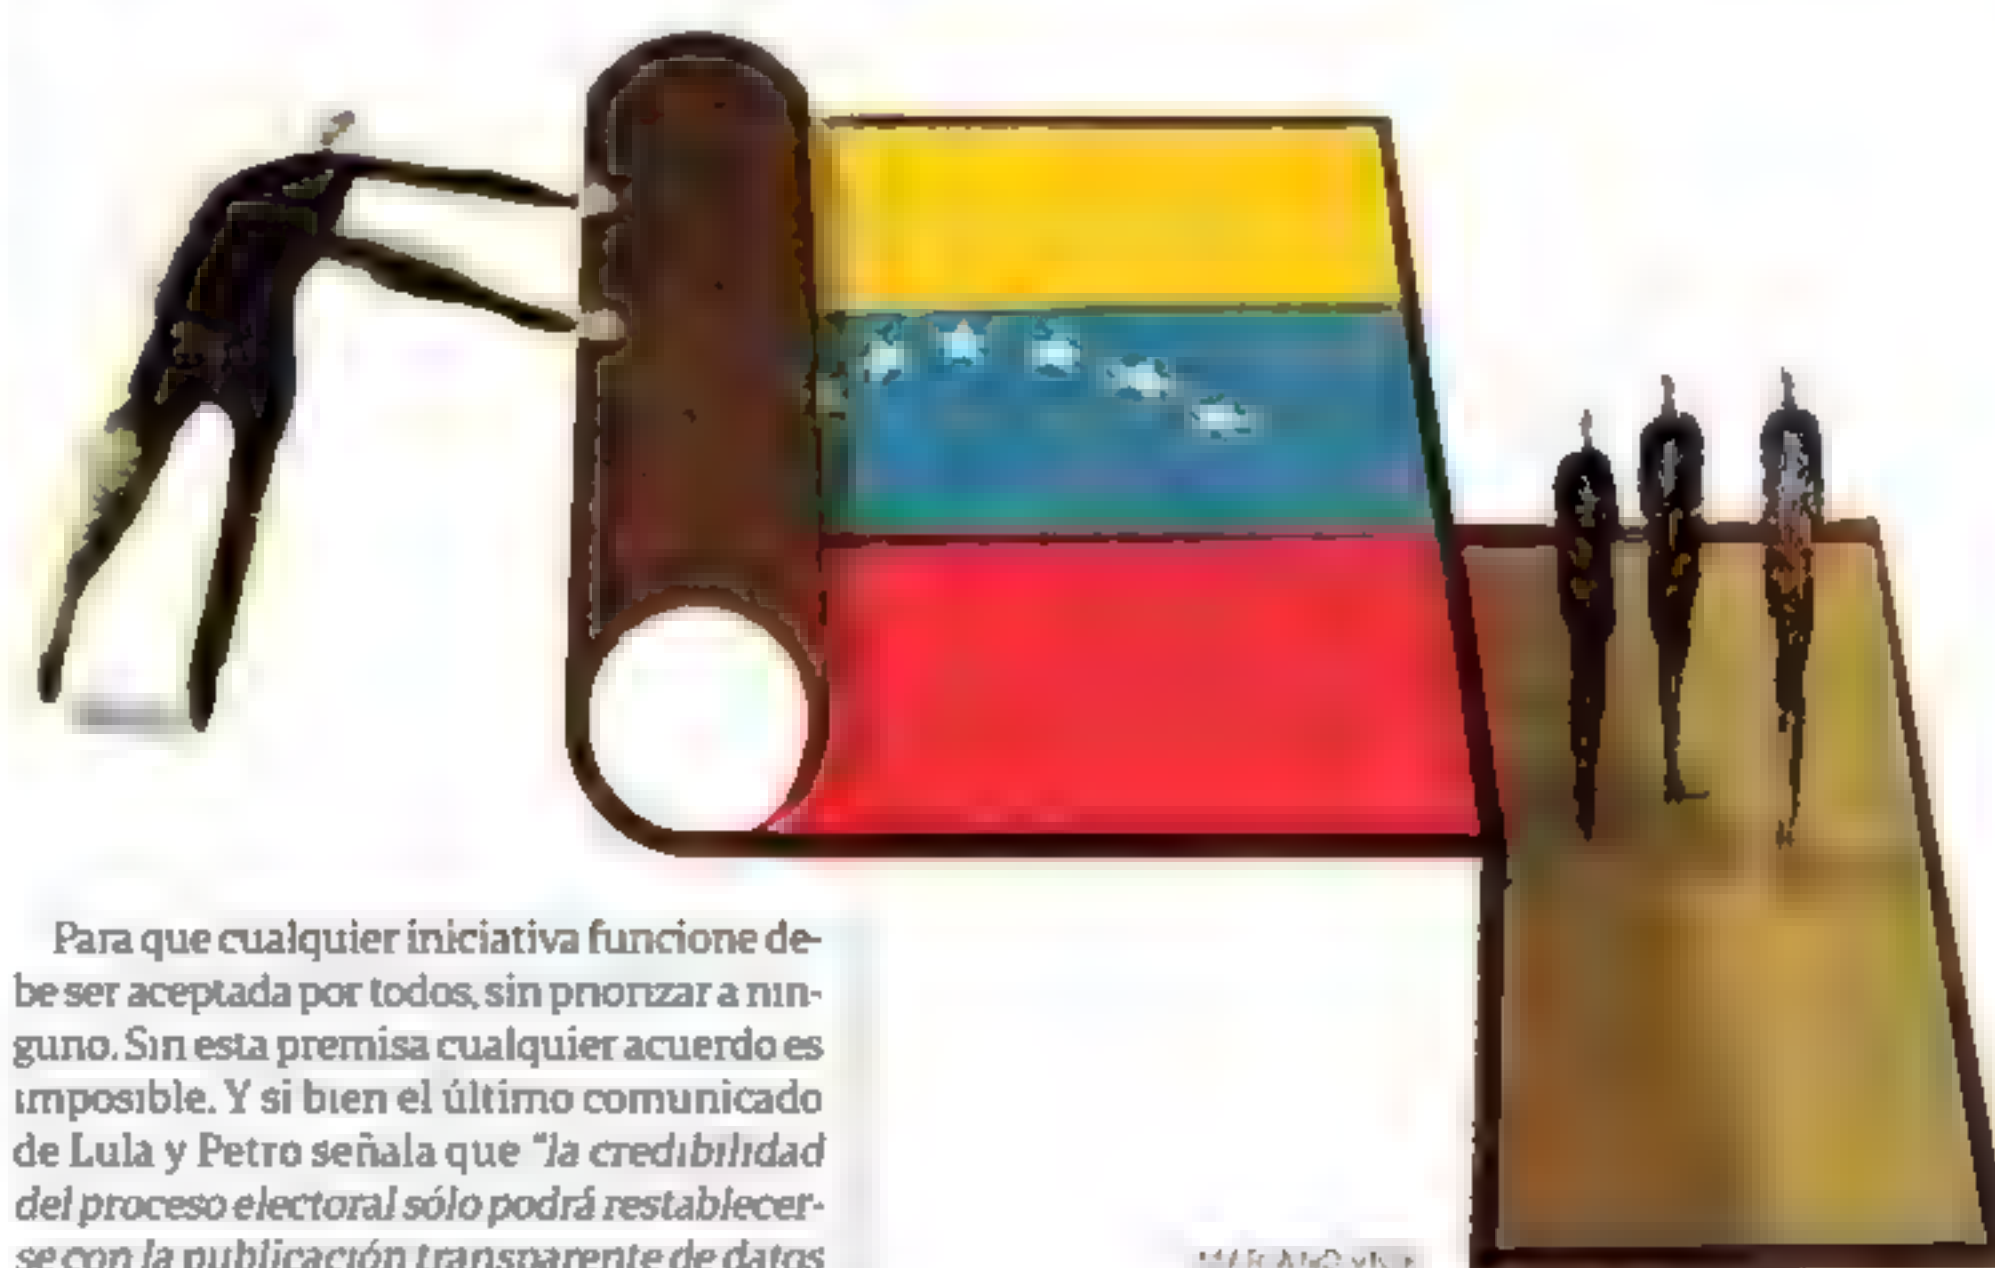 Para que cualquier iniciativa funcione de-
be ser aceptada por todos, sin priorizar a nin-
guno. Sin esta premisa cualquier acuerdo es
imposible. Y si bien el último comunicado
de Lula y Petro señala que “la credibilidad
del proceso electoral sólo podrá restablecer-
se con la publicación transparente de datos